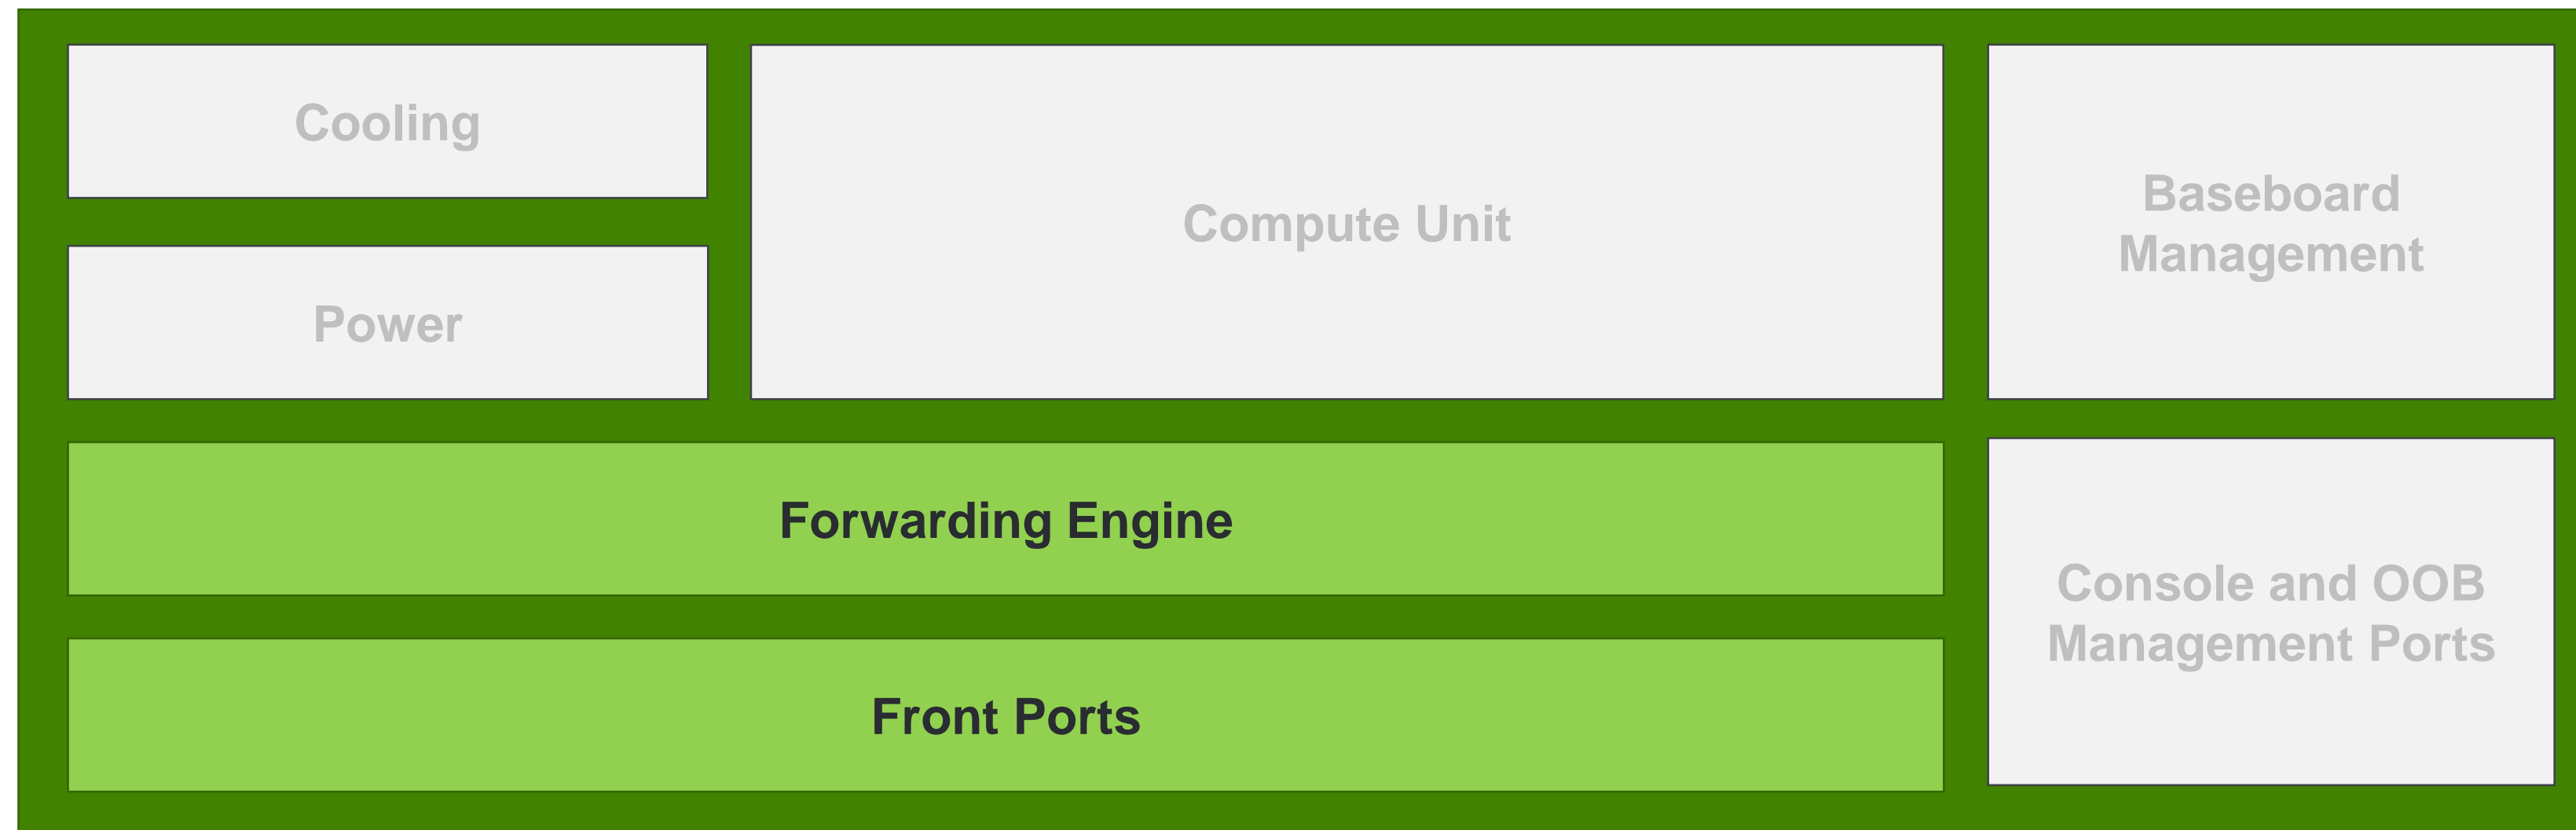 Cooling
Power
Compute Unit
Baseboard
Management
Forwarding Engine
Front Ports
Console and OOB
Management Ports